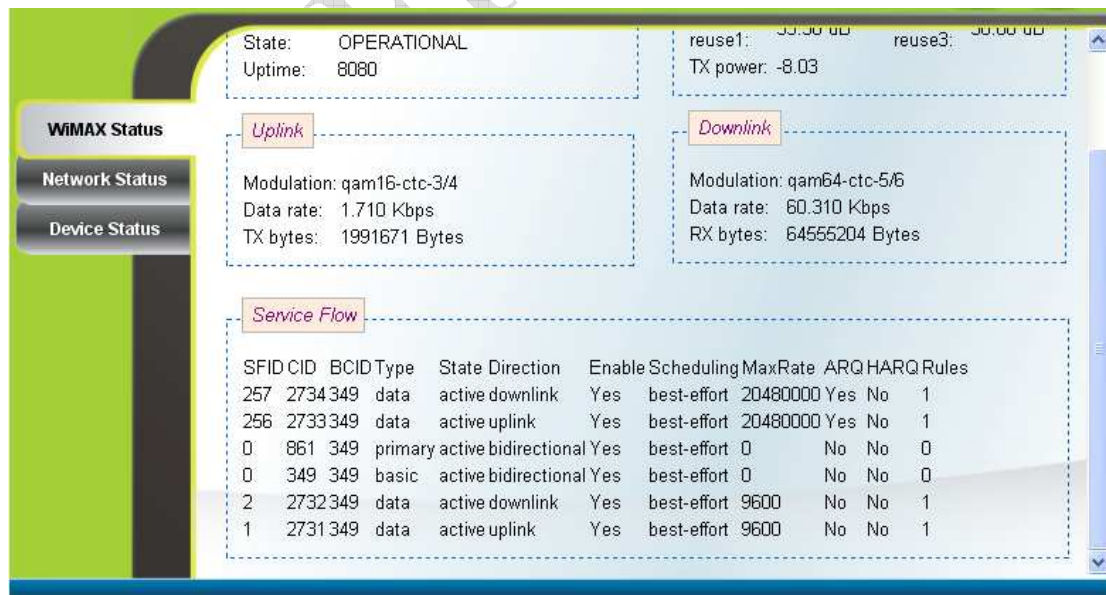 State: OPERATIONAL
Uptime: 8080
reuse1: reuse3:
TX power: -8.03
WiMAX Status
Network Status
Device Status
Uplink
Modulation: qam16-ctc-3/4
Data rate: 1.710 Kbps
TX bytes: 1991671 Bytes
Downlink
Modulation: qam64-ctc-5/6
Data rate: 60.310 Kbps
RX bytes: 64555204 Bytes
Service Flow
SFID CID BCID Type State Direction Enable Scheduling MaxRate ARQ HARQ Rules
257 2734 349 data active downlink Yes best-effort 20480000 Yes No 1
256 2733 349 data active uplink Yes best-effort 20480000 Yes No 1
0 861 349 primary active bidirectional Yes best-effort 0 No No 0
0 349 349 basic active bidirectional Yes best-effort 0 No No 0
2 2732 349 data active downlink Yes best-effort 9600 No No 1
1 2731 349 data active uplink Yes best-effort 9600 No No 1